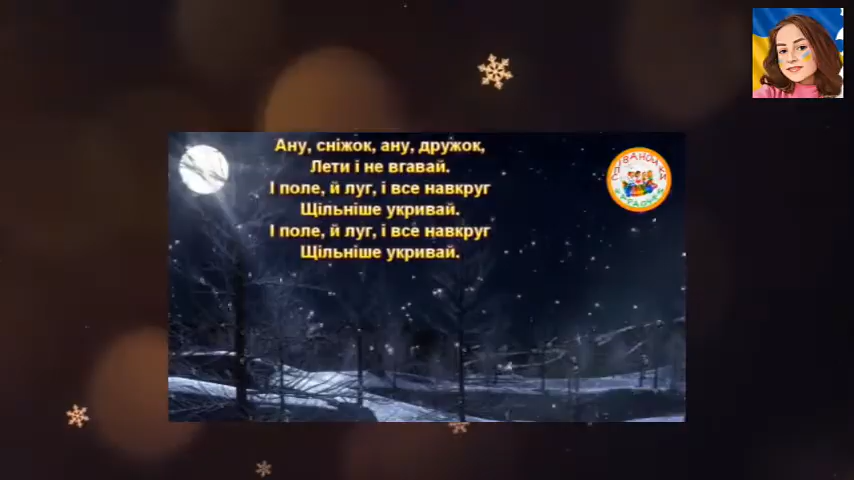 Ану, сніжок, ану, дружок,
Лети і не вгавай.
І поле, й луг, і все навкруг
Щільніше укривай.
І поле, й луг, і все навкруг
Щільніше укривай.